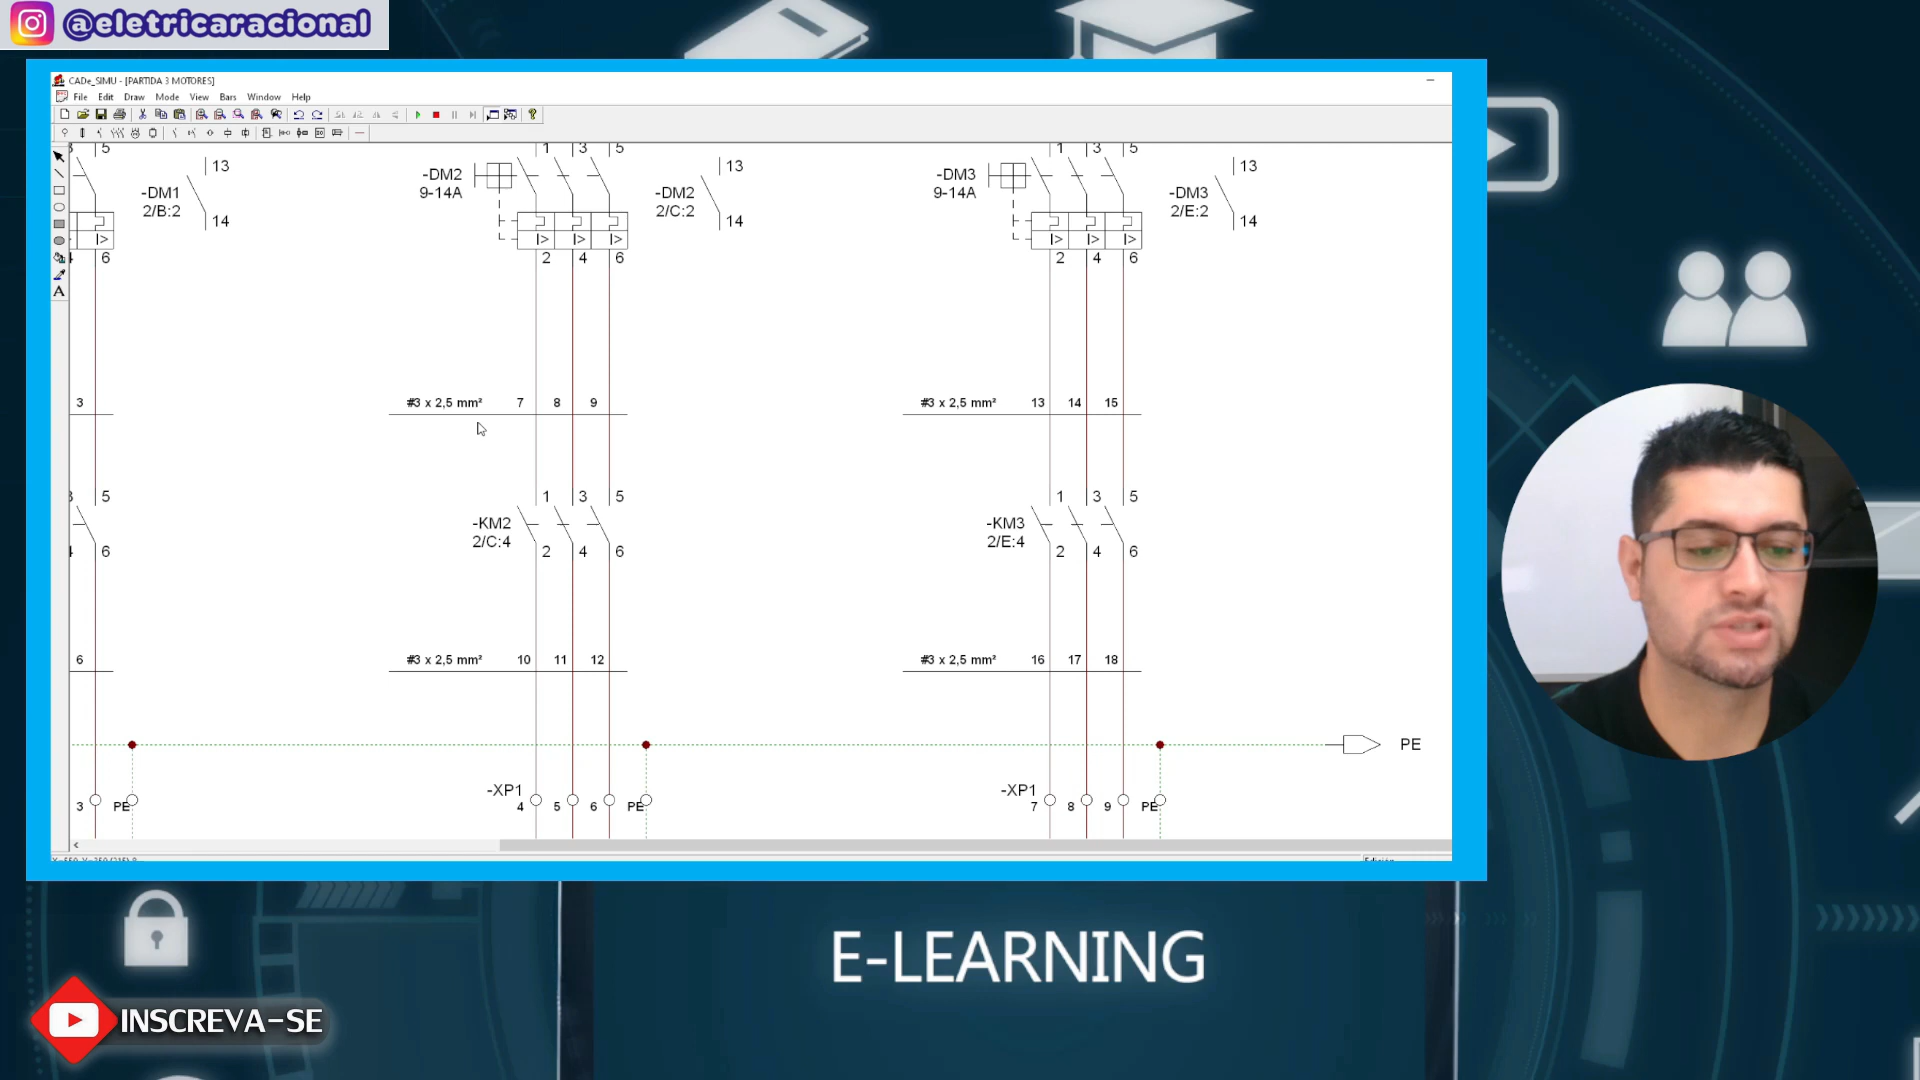 @eletricaracional
CADe_SIMU - [PARTIDA 3 MOTORES]
File Edit Draw Mode View Bars Window Help
5 1 3 5 1 3 5
-DM1 13 -DM2 -DM2 13 -DM3 -DM3 13
2/B:2 14 9-14A 2/C:2 14 9-14A 2/E:2 14
I> I> I> I> I> I> I>
6 2 4 6 2 4 6
3 #3 x 2,5 mm² 7 8 9 #3 x 2,5 mm² 13 14 15
5 1 3 5 1 3 5
-KM2 -KM3
2/C:4 2/E:4
6 2 4 6 2 4 6
6 #3 x 2,5 mm² 10 11 12 #3 x 2,5 mm² 16 17 18
PE
-XP1 -XP1
3 PE 4 5 6 PE 7 8 9 PE
A
E-LEARNING
INSCREVA-SE